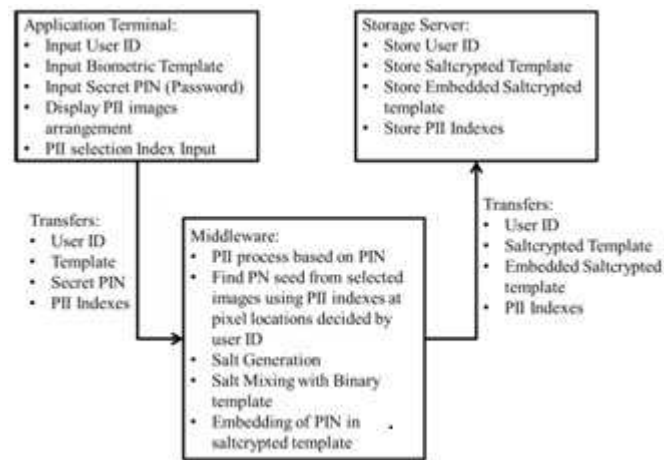 Application Terminal:
• Input User ID
• Input Biometric Template
• Input Secret PIN (Password)
• Display PII images
arrangement
• PII selection Index Input
Storage Server:
• Store User ID
• Store Saltcrypted Template
• Store Embedded Saltcrypted
template
• Store PII Indexes
Transfers:
• User ID
• Template
• Secret PIN
• PII Indexes
Middleware:
• PII process based on PIN
• Find PN seed from selected
images using PII indexes at
pixel locations decided by
user ID
• Salt Generation
• Salt Mixing with Binary
template
• Embedding of PIN in
saltcrypted template
Transfers:
• User ID
• Saltcrypted Template
• Embedded Saltcrypted
template
• PII Indexes